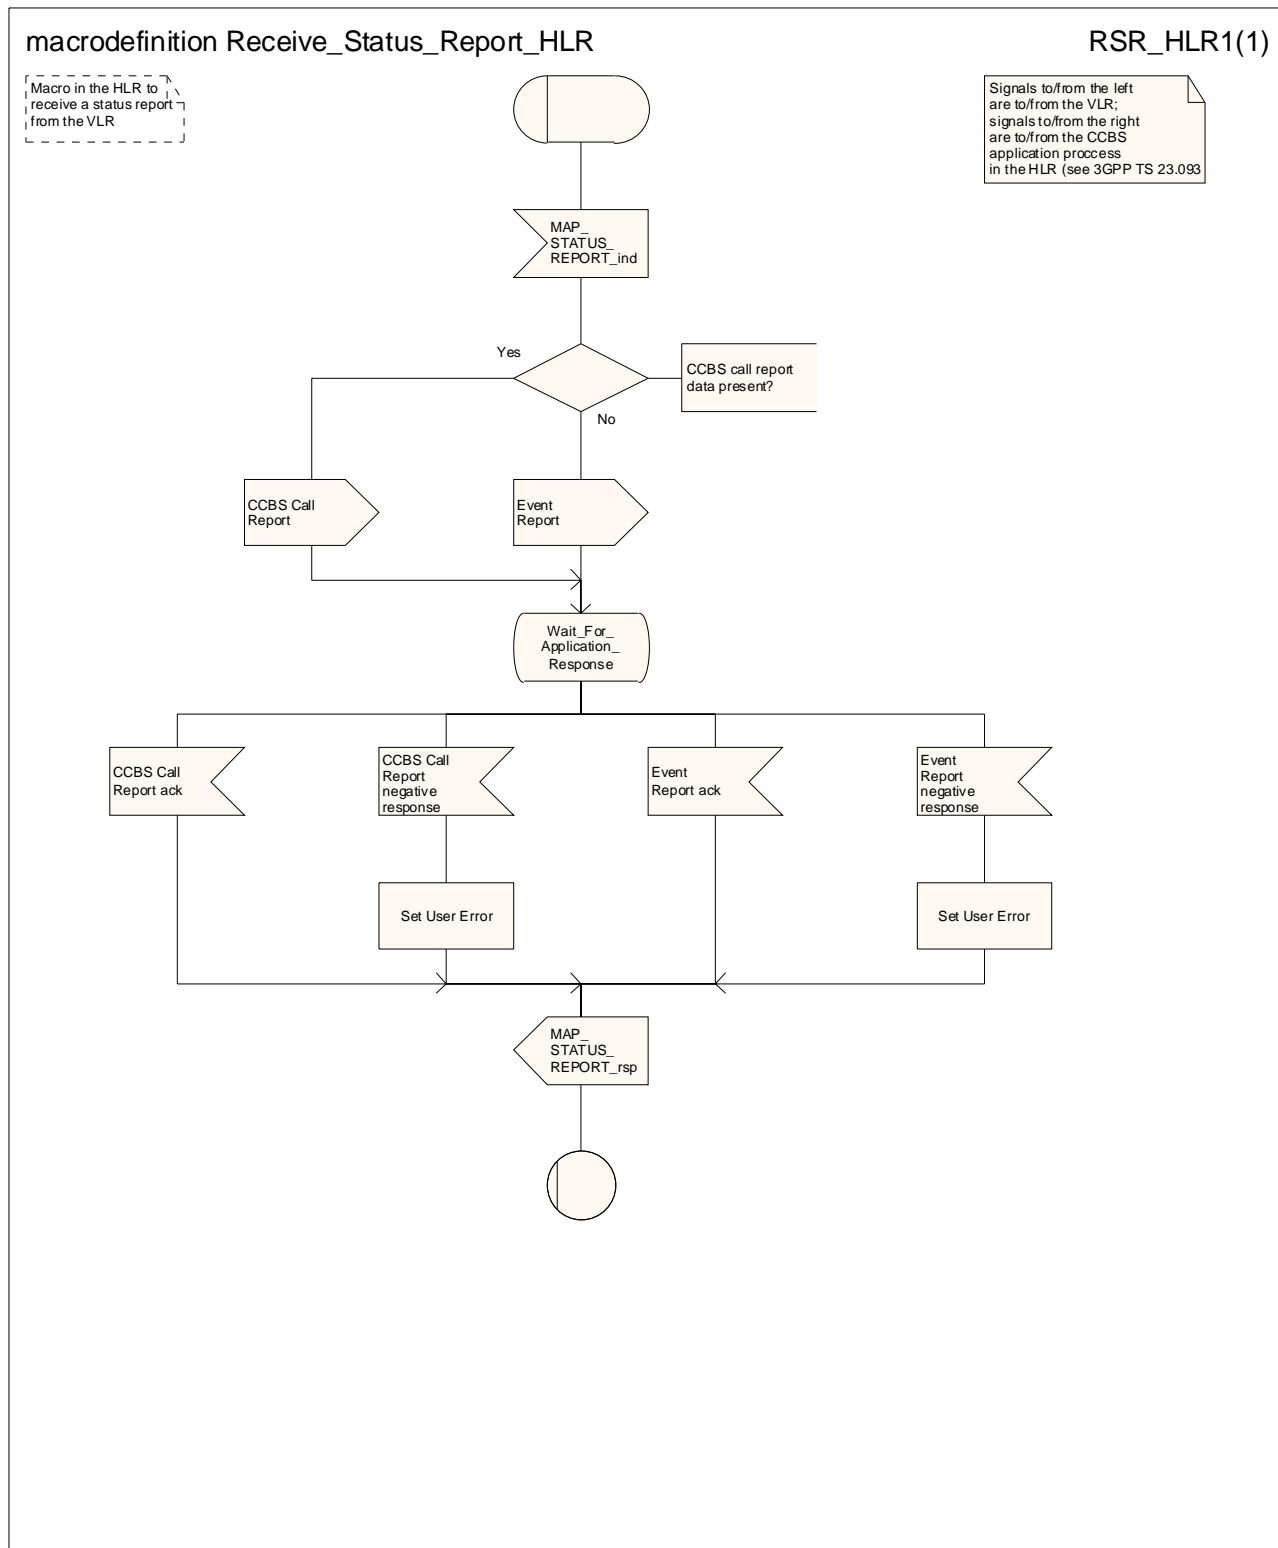 macrodefinition Receive_Status_Report_HLR
RSR_HLR1(1)
Macro in the HLR to
receive a status report
from the VLR
Signals to/from the left
are to/from the VLR;
signals to/from the right
are to/from the CCBS
application proccess
in the HLR (see 3GPP TS 23.093
MAP_
STATUS_
REPORT_ind
Yes
CCBS call report
data present?
No
CCBS Call
Report
Event
Report
Wait_For_
Application_
Response
CCBS Call
Report ack
CCBS Call
Report
negative
response
Event
Report ack
Event
Report
negative
response
Set User Error
Set User Error
MAP_
STATUS_
REPORT_rsp